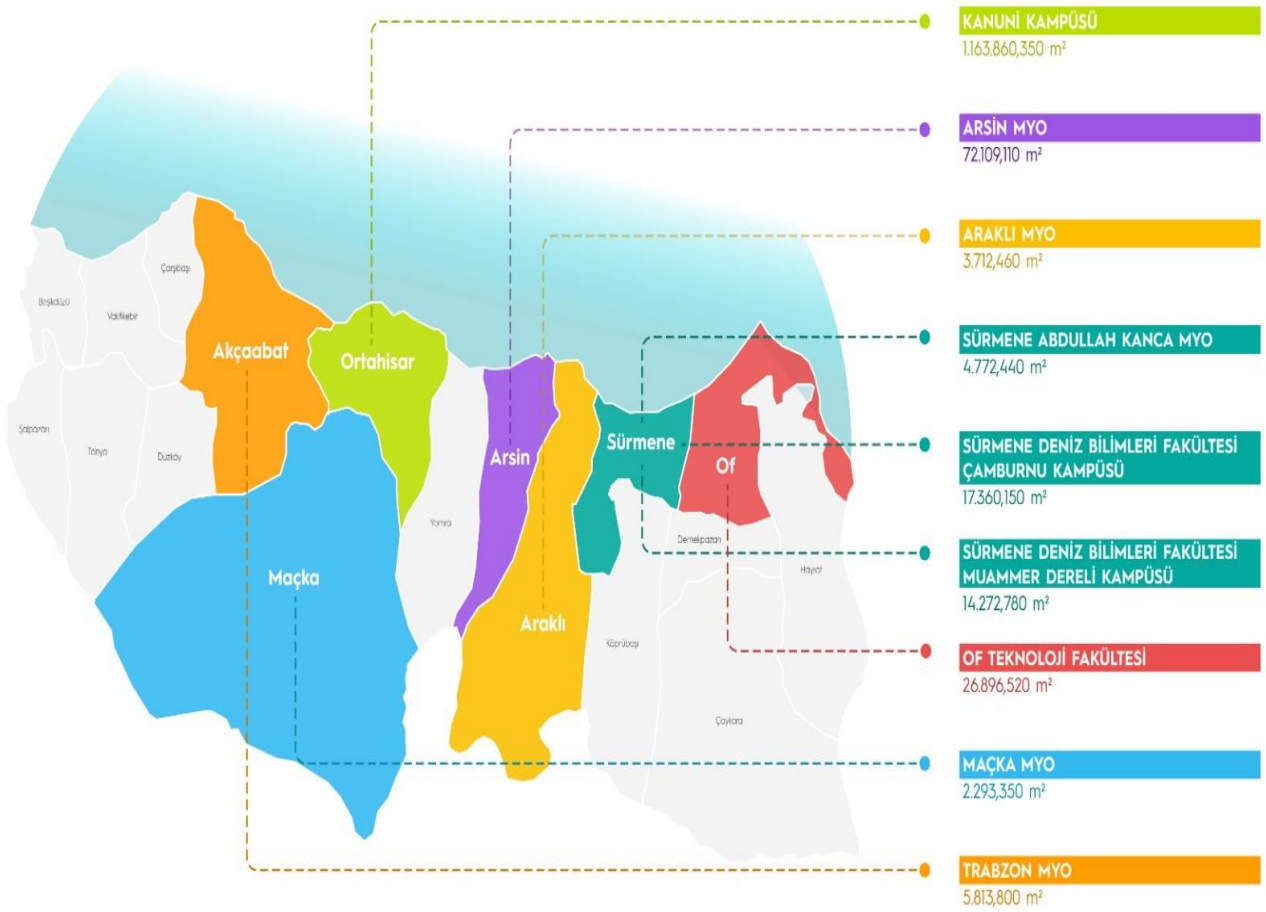 KANUNİ KAMPÜSÜ
1.163.860,350 m²
ARSİN MYO
72.109,110 m²
ARAKLI MYO
3.712,460 m²
SÜRMENE ABDULLAH KANCA MYO
4.772,440 m²
SÜRMENE DENİZ BİLİMLERİ FAKÜLTESİ
ÇAMBURNU KAMPÜSÜ
17.360,150 m²
SÜRMENE DENİZ BİLİMLERİ FAKÜLTESİ
MUAMMER DERELİ KAMPÜSÜ
14.272,780 m²
OF TEKNOLOJİ FAKÜLTESİ
26.896,520 m²
MAÇKA MYO
2.293,350 m²
TRABZON MYO
5.813,800 m²
Beşikdüzü
Vakfıkebir
Çarşıbaşı
Akçaabat
Ortahisar
Şalpazarı
Tonya
Düzköy
Maçka
Yomra
Arsin
Araklı
Sürmene
Of
Dernekpazarı
Hayrat
Köprübaşı
Çaykara